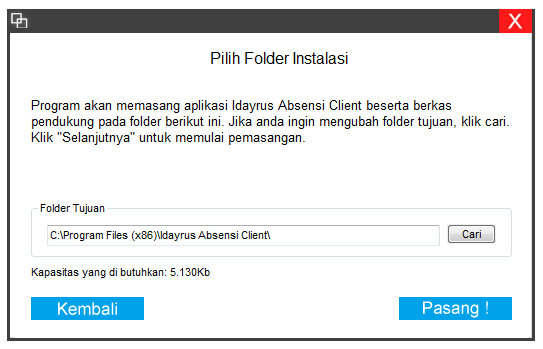 X
Pilih Folder Instalasi
Program akan memasang aplikasi Idayrus Absensi Client beserta berkas
pendukung pada folder berikut ini. Jika anda ingin mengubah folder tujuan, klik cari.
Klik "Selanjutnya" untuk memulai pemasangan.
Folder Tujuan
C:\Program Files (x86)\Idayrus Absensi Client\
Cari
Kapasitas yang di butuhkan: 5.130Kb
Kembali
Pasang !